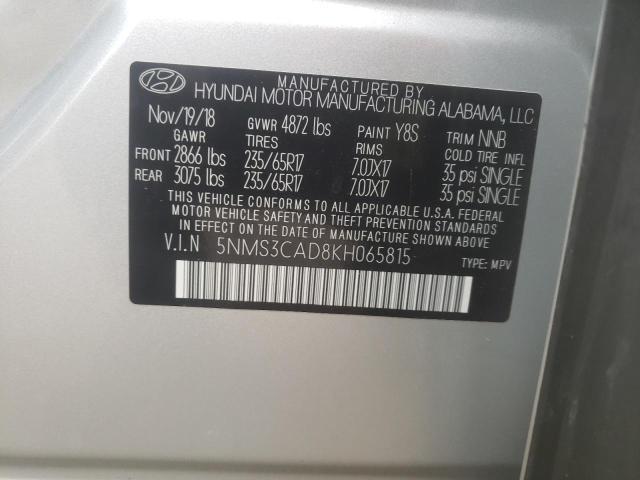 MANUFACTURED BY
HYUNDAI MOTOR MANUFACTURING ALABAMA, LLC
Nov/19/18 GVWR 4872 lbs PAINT Y8S TRIM NNB
GAWR TIRES RIMS COLD TIRE INFL
FRONT 2866 lbs 235/65R17 7.0JX17 35 psi SINGLE
REAR 3075 lbs 235/65R17 7.0JX17 35 psi SINGLE
THIS VEHICLE CONFORMS TO ALL APPLICABLE U.S.A. FEDERAL
MOTOR VEHICLE SAFETY AND THEFT PREVENTION STANDARDS
IN EFFECT ON THE DATE OF MANUFACTURE SHOWN ABOVE.
V.I.N 5NMS3CAD8KH065815
TYPE: MPV